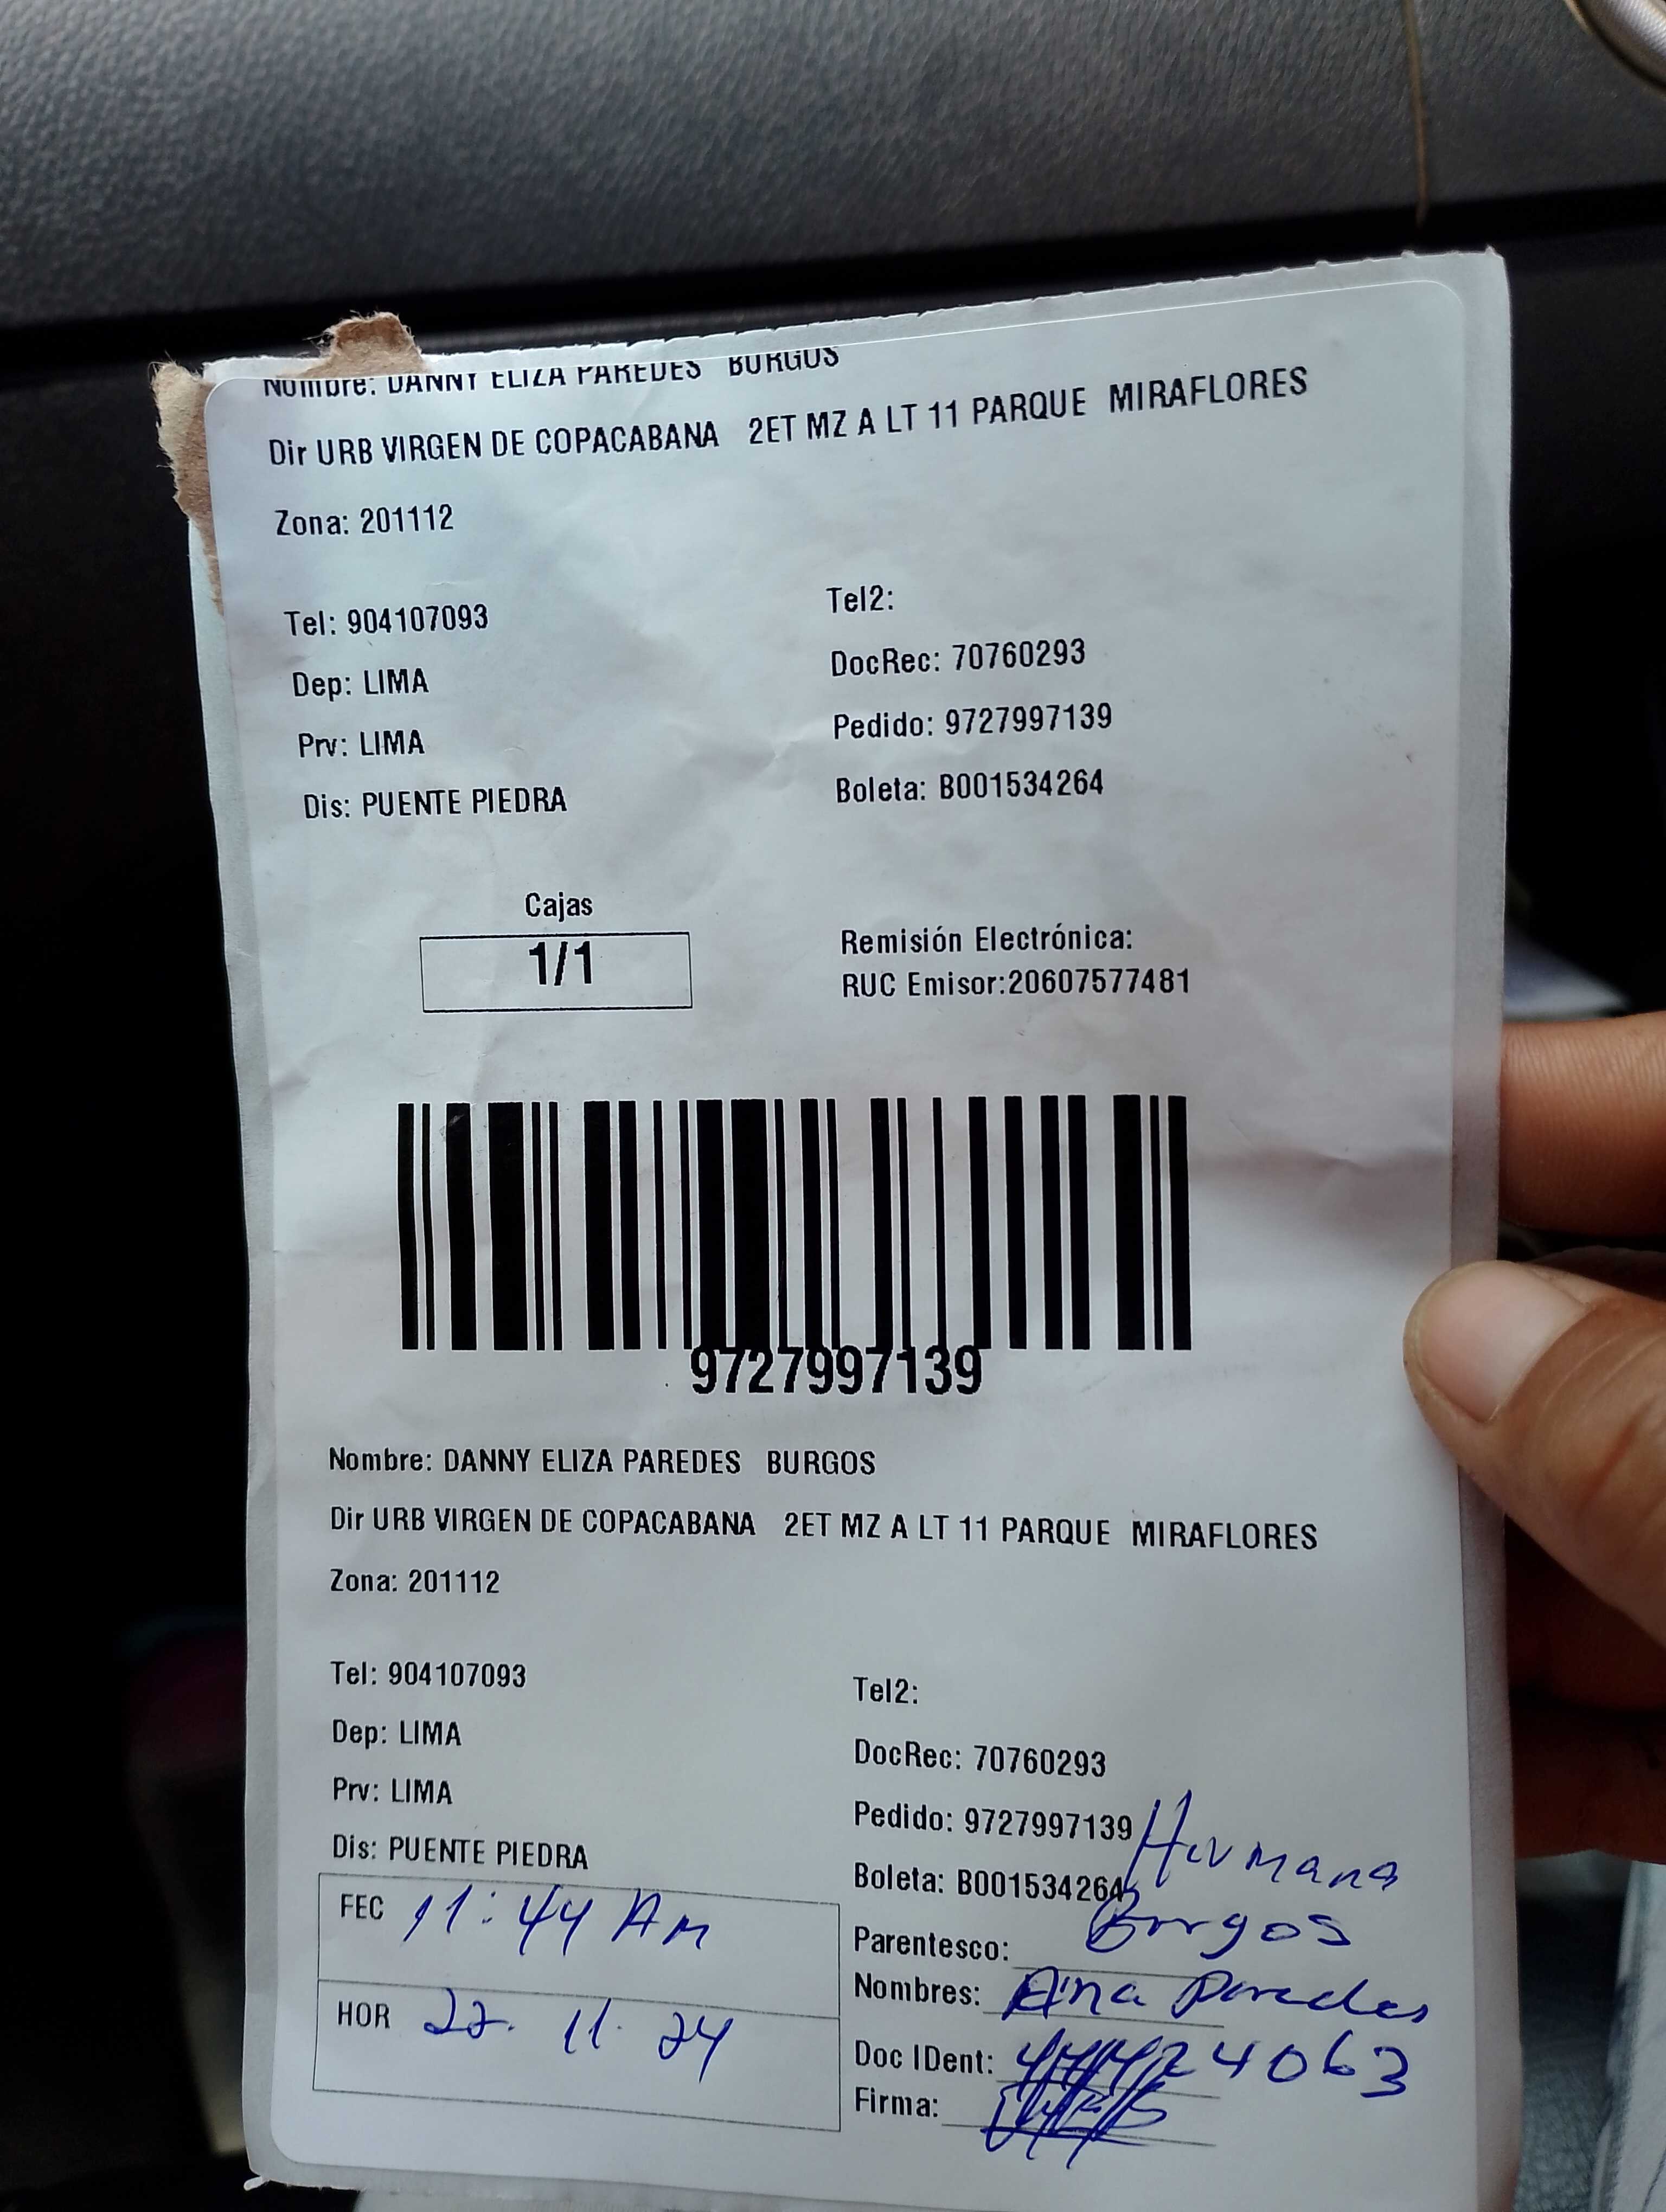 Nombre: DANNY ELIZA PAREDES BURGOS
Dir URB VIRGEN DE COPACABANA 2ET MZ A LT 11 PARQUE MIRAFLORES
Zona: 201112
Tel: 904107093
Tel2:
Dep: LIMA
DocRec: 70760293
Prv: LIMA
Pedido: 9727997139
Dis: PUENTE PIEDRA
Boleta: B001534264
Cajas
1/1
Remisión Electrónica:
RUC Emisor:20607577481
9727997139
Nombre: DANNY ELIZA PAREDES BURGOS
Dir URB VIRGEN DE COPACABANA 2ET MZ A LT 11 PARQUE MIRAFLORES
Zona: 201112
Tel: 904107093
Tel2:
Dep: LIMA
DocRec: 70760293
Prv: LIMA
Pedido: 9727997139
Dis: PUENTE PIEDRA
Boleta: B001534264
Hermana
FEC 11:44 Am
HOR 22. 11. 24
Parentesco: Burgos
Nombres: Paredes
Doc IDent:
Firma: